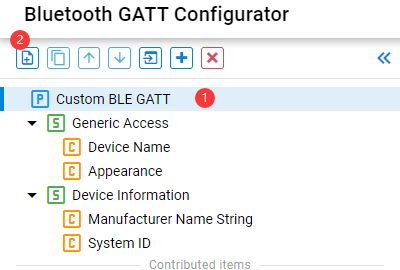 Bluetooth GATT Configurator
2
P Custom BLE GATT 1
S Generic Access
C Device Name
C Appearance
S Device Information
C Manufacturer Name String
C System ID
Contributed items